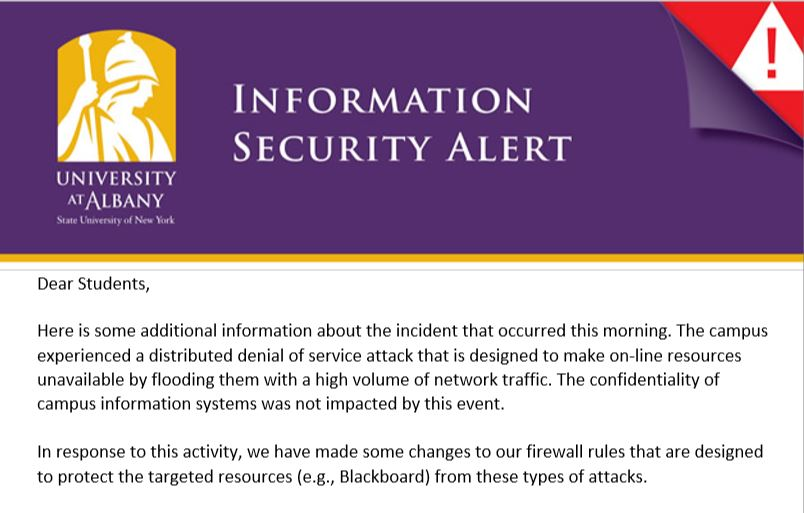 INFORMATION
SECURITY ALERT
!
UNIVERSITY
AT ALBANY
State University of New York
Dear Students,
Here is some additional information about the incident that occurred this morning. The campus
experienced a distributed denial of service attack that is designed to make on-line resources
unavailable by flooding them with a high volume of network traffic. The confidentiality of
campus information systems was not impacted by this event.
In response to this activity, we have made some changes to our firewall rules that are designed
to protect the targeted resources (e.g., Blackboard) from these types of attacks.